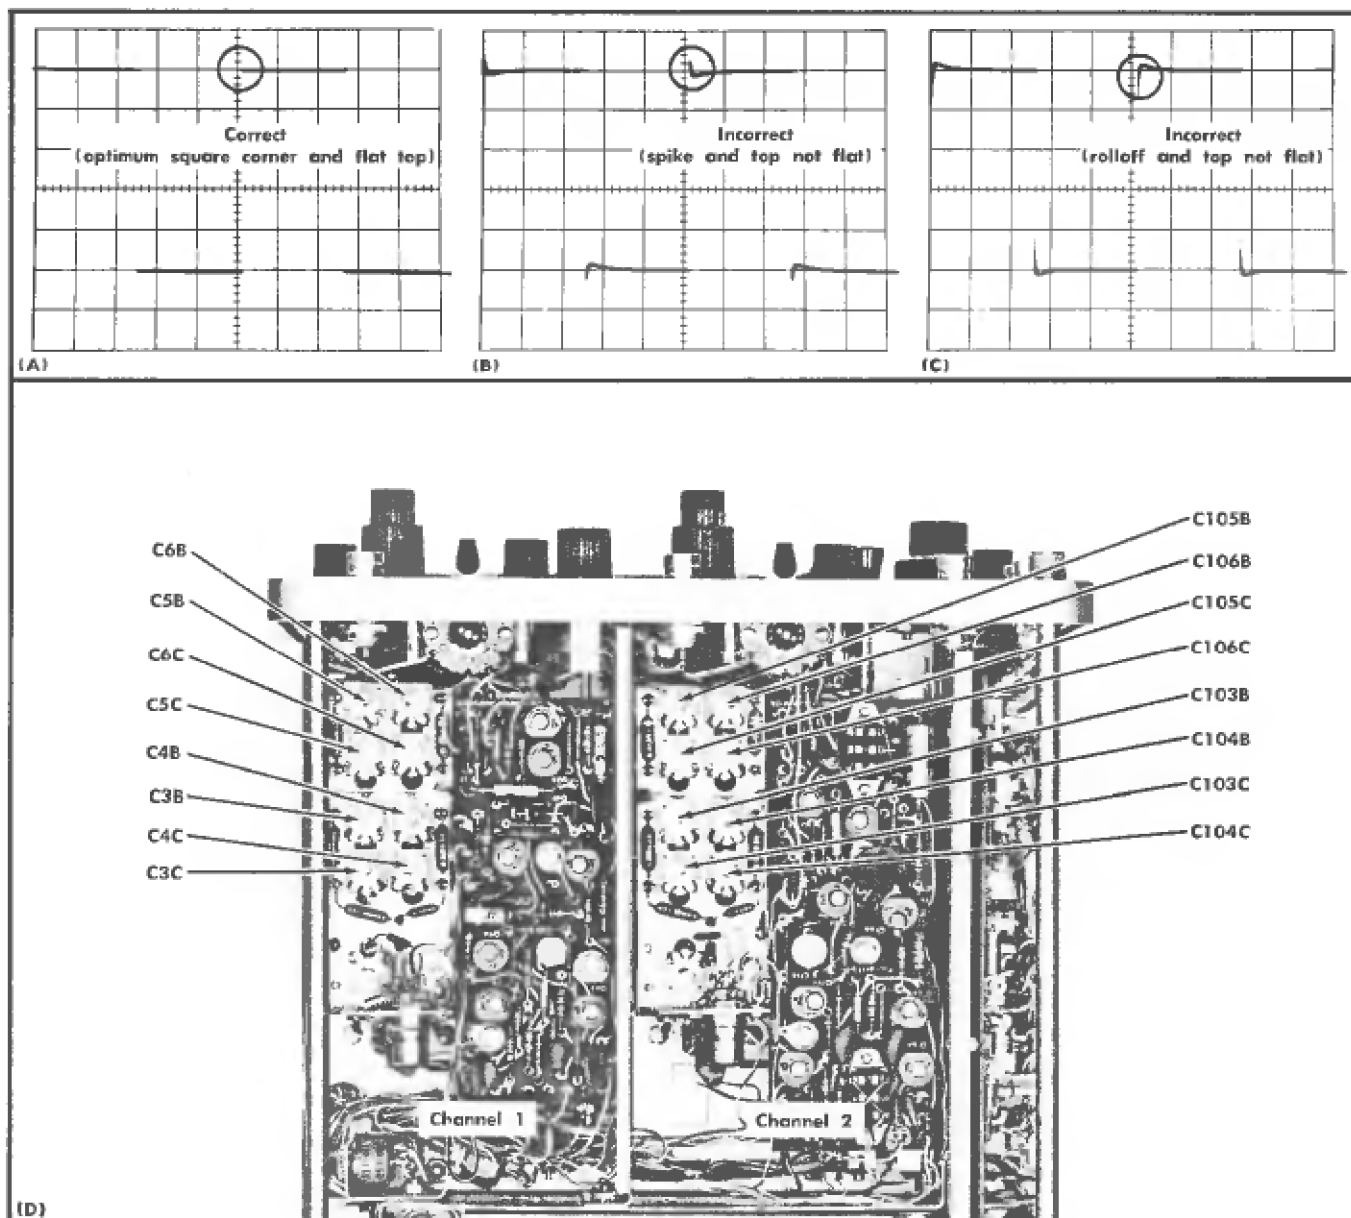 Correct
(optimum square corner and flat top)
Incorrect
(spike and top not flat)
Incorrect
(rolloff and top not flat)
(A)
(B)
(C)
C6B
C5B
C6C
C5C
C4B
C3B
C4C
C3C
C105B
C106B
C105C
C106C
C103B
C104B
C103C
C104C
Channel 1
Channel 2
(D)